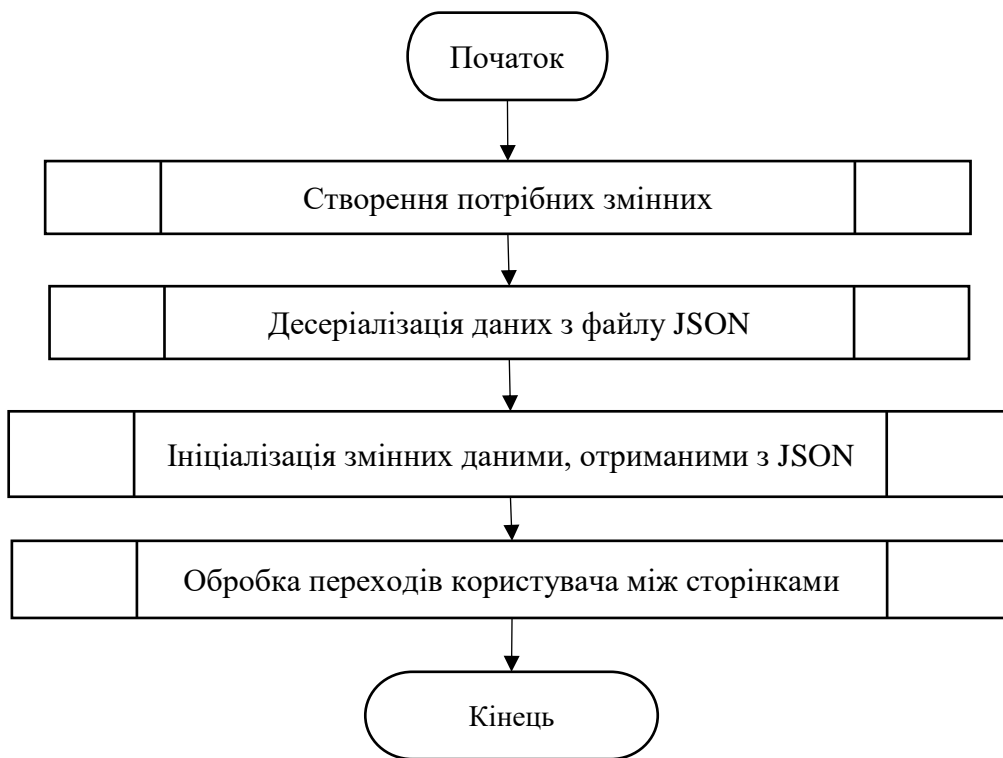 Початок
Створення потрібних змінних
Десеріалізація даних з файлу JSON
Ініціалізація змінних даними, отриманими з JSON
Обробка переходів користувача між сторінками
Кінець